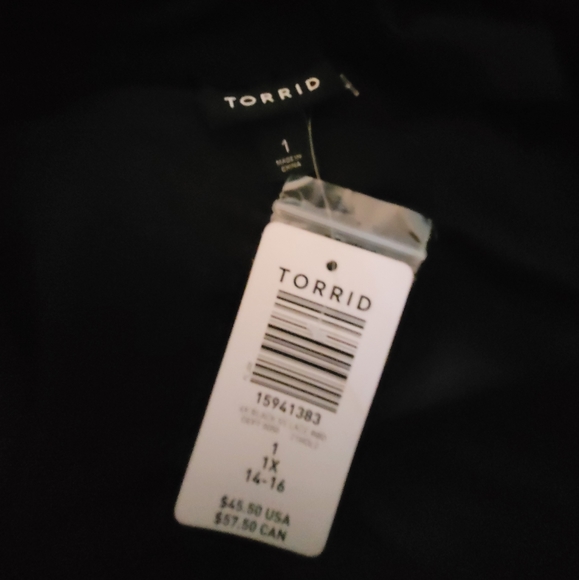 TORRID
1
MADE IN
CHINA
TORRID
15941383
1
1X
14-16
$45.50 USA
$57.50 CAN